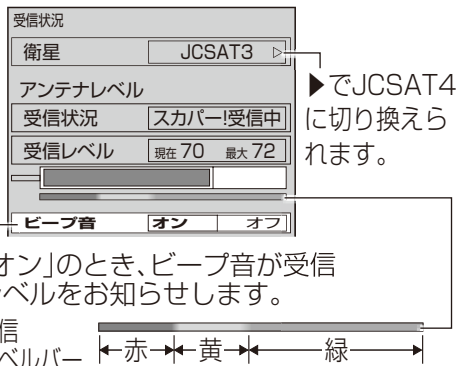 受信状況
衛星 JCSAT3 ▷
アンテナレベル
受信状況 スカパー!受信中
受信レベル 現在 70 最大 72
ビープ音 オン オフ
▶でJCSAT4
に切り換えら
れます。
オン」のとき、ビープ音が受信
ベルをお知らせします。
信
ベルバー
赤 黄 緑